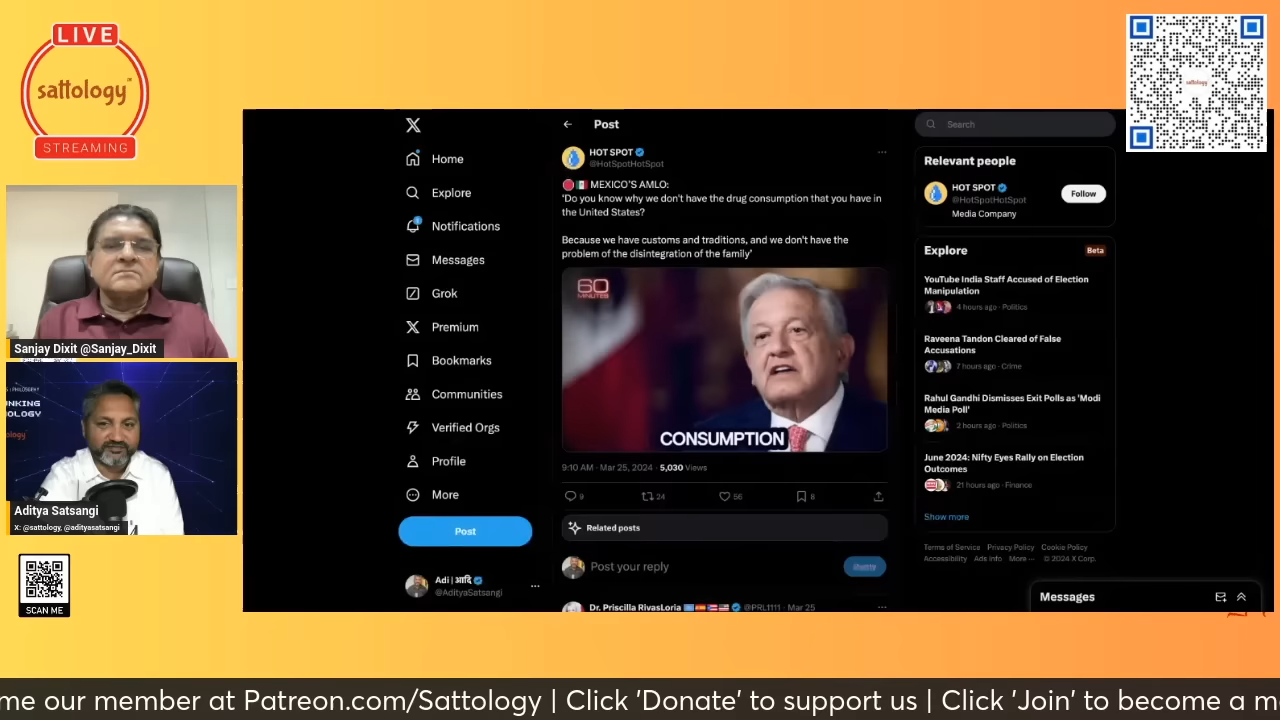 LIVE
sattology™
STREAMING
Sanjay Dixit @Sanjay_Dixit
NKING
OLOGY
ology
Aditya Satsangi
X: @sattology, @adityasatsangi
SCAN ME
Home
Explore
Notifications
Messages
Grok
Premium
Bookmarks
Communities
Verified Orgs
Profile
More
Post
Adi | आदि
@AdityaSatsangi
Post
HOT SPOT
@HotSpotHotSpot
MEXICO'S AMLO:
'Do you know why we don't have the drug consumption that you have in
the United States?
Because we have customs and traditions, and we don't have the
problem of the disintegration of the family'
60
MINUTES
CONSUMPTION
9:10 AM · Mar 25, 2024 · 5,030 Views
9 24 56 8
Related posts
Post your reply
Reply
Dr. Priscilla RivasLoria @PRL1111 · Mar 25
Search
Relevant people
HOT SPOT
@HotSpotHotSpot
Media Company
Follow
Explore
Beta
YouTube India Staff Accused of Election
Manipulation
4 hours ago · Politics
Raveena Tandon Cleared of False
Accusations
7 hours ago · Crime
Rahul Gandhi Dismisses Exit Polls as 'Modi
Media Poll'
2 hours ago · Politics
June 2024: Nifty Eyes Rally on Election
Outcomes
21 hours ago · Finance
Show more
Terms of Service Privacy Policy Cookie Policy
Accessibility Ads info More ··· © 2024 X Corp.
Messages
sattology
me our member at Patreon.com/Sattology | Click 'Donate' to support us | Click 'Join' to become a m